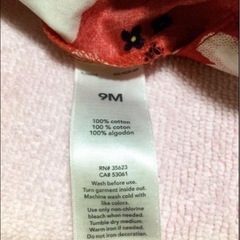 9M
100% cotton
100 % cotton
100% algodón
RN# 35623
CA# 53061
Wash before use.
Turn garment inside out.
Machine wash cold with
like colors.
Use only non-chlorine
bleach when needed.
Tumble dry medium.
Warm iron if needed.
Do not iron decoration.